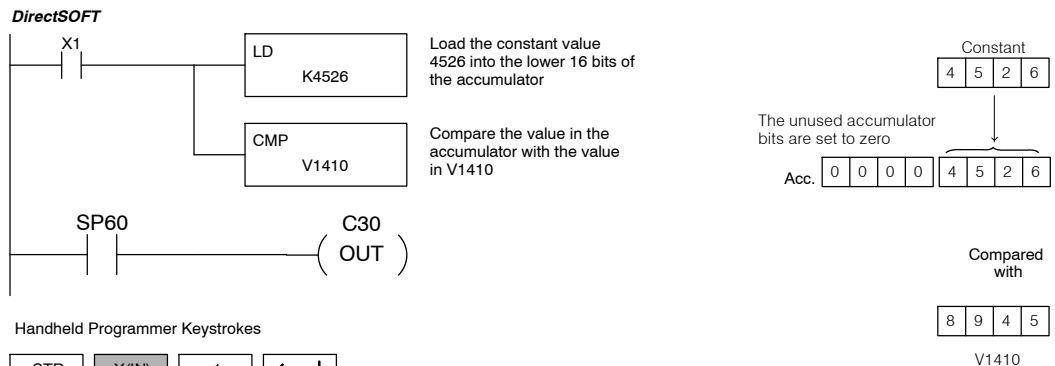 DirectSOFT
X1
LD
K4526
Load the constant value
4526 into the lower 16 bits of
the accumulator
CMP
V1410
Compare the value in the
accumulator with the value
in V1410
SP60
C30
OUT
Constant
4 5 2 6
The unused accumulator
bits are set to zero
Acc. 0 0 0 0 4 5 2 6
Compared
with
8 9 4 5
V1410
Handheld Programmer Keystrokes